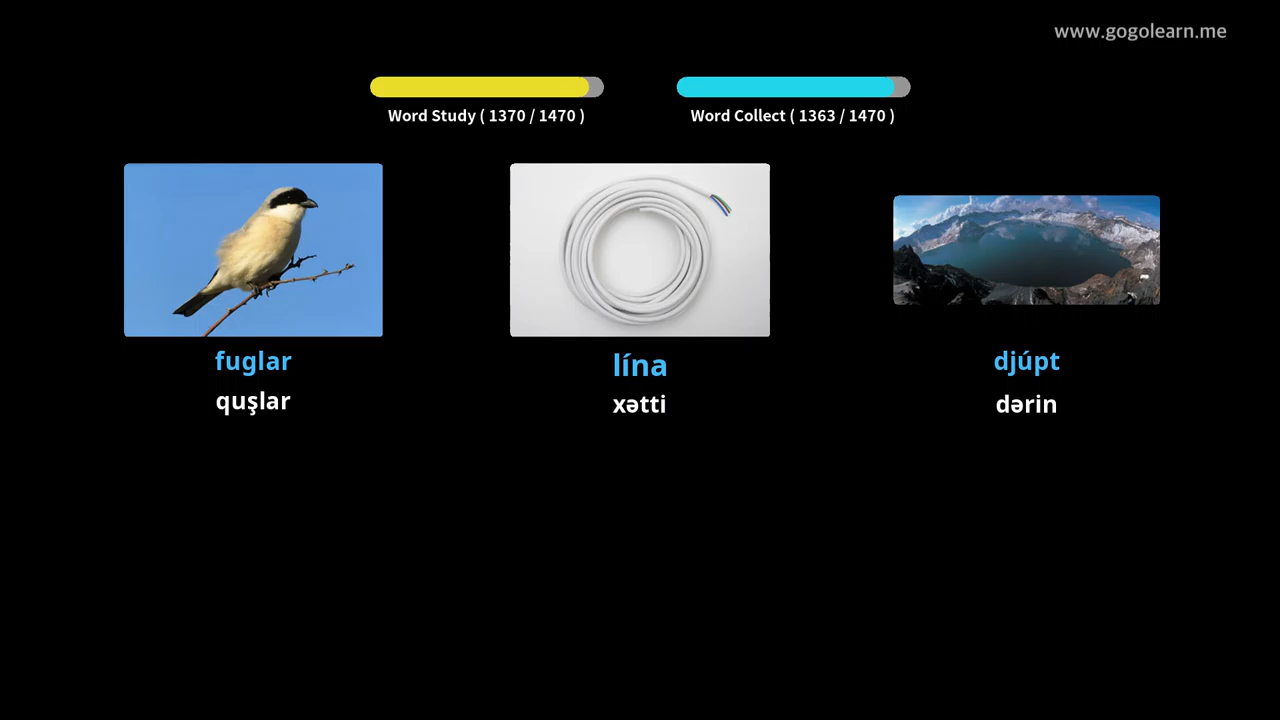 www.gogolearn.me
Word Study ( 1370 / 1470 )
Word Collect ( 1363 / 1470 )
fuglar
lína
djúpt
quşlar
xətti
dərin